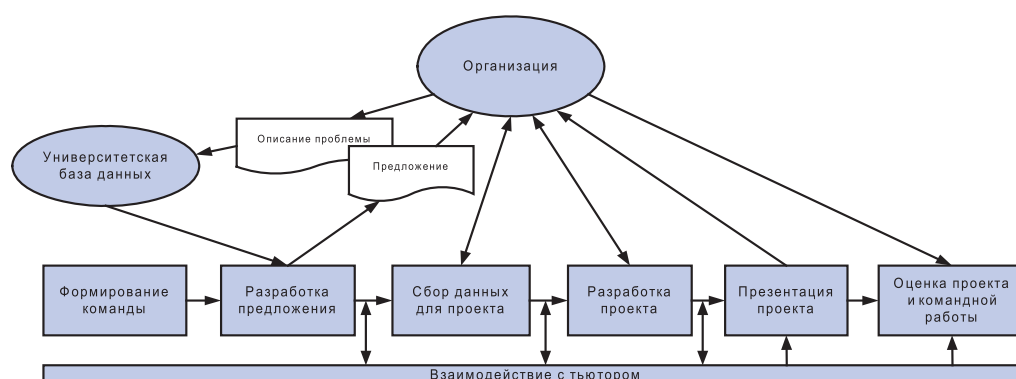 Организация
Описание проблемы
Университетская
база данных
Предложение
Формирование
команды
Разработка
предложения
Сбор данных
для проекта
Разработка
проекта
Презентация
проекта
Оценка проекта
и командной
работы
Взаимодействие с тьютором